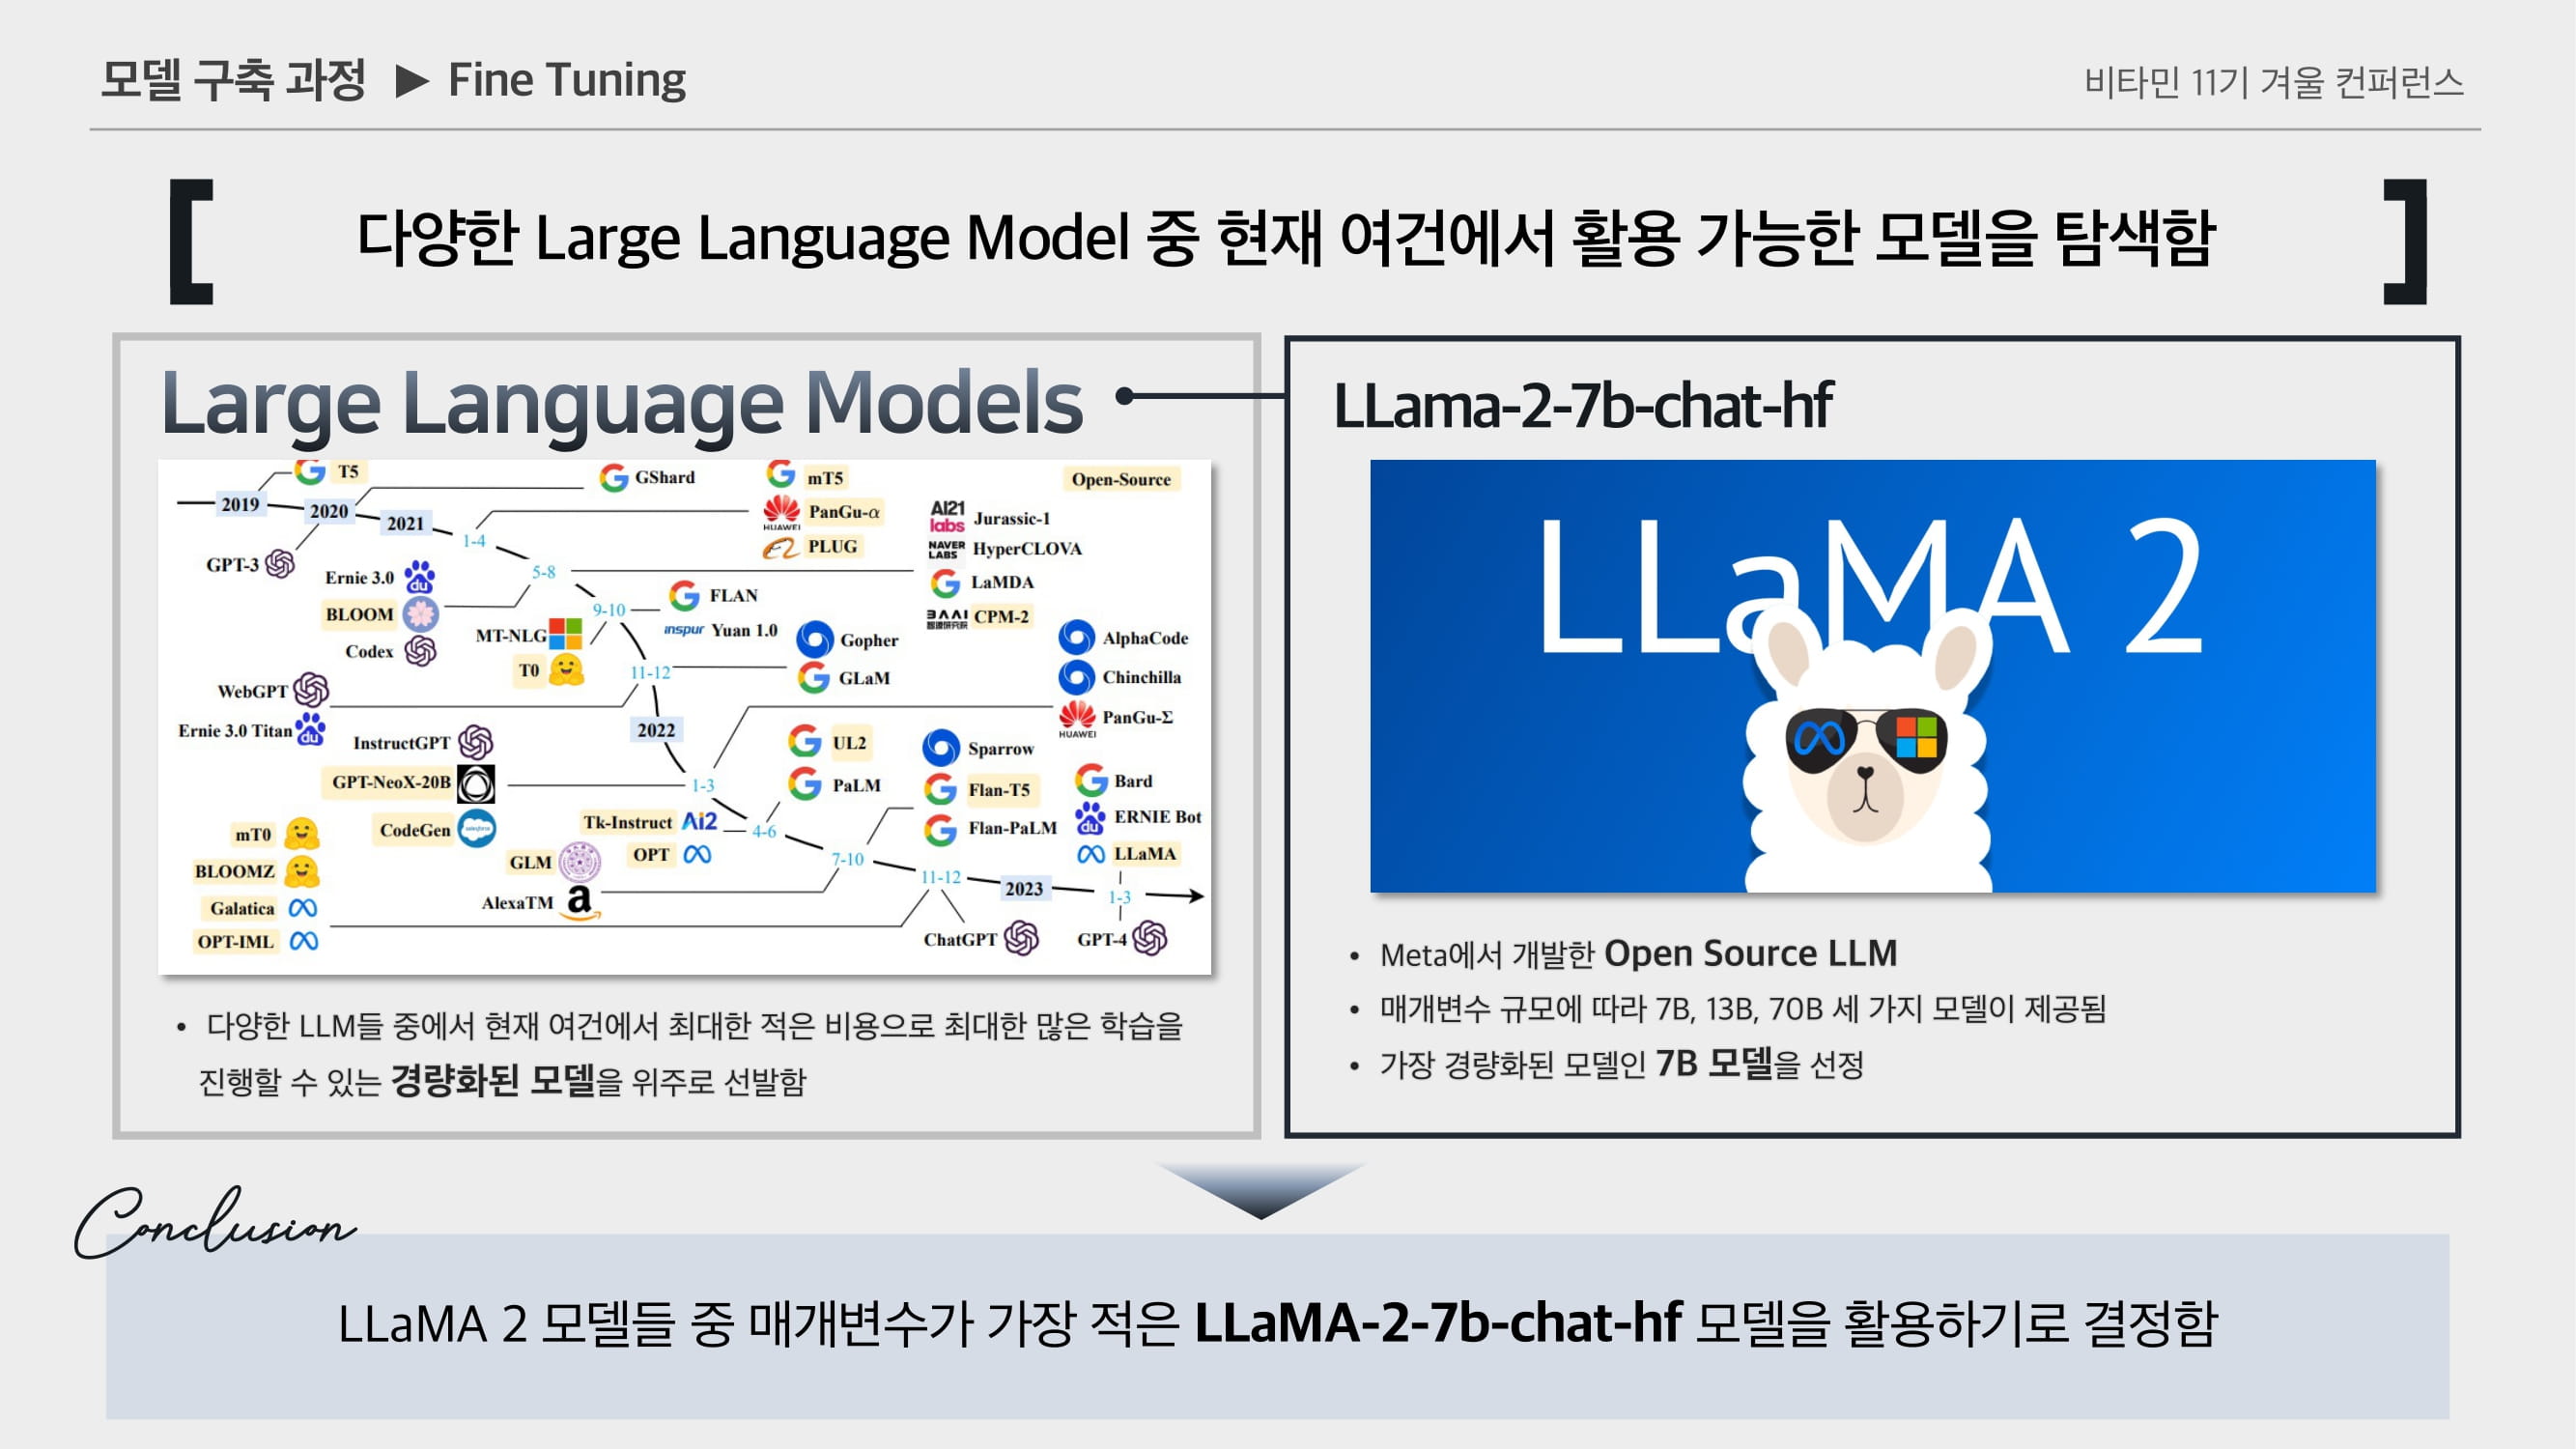 모델 구축 과정 ▶ Fine Tuning
비타민 11기 겨울 컨퍼런스
[ 다양한 Large Language Model 중 현재 여건에서 활용 가능한 모델을 탐색함 ]
Large Language Models
T5
GShard
mT5
Open-Source
2019
2020
2021
PanGu-α
HUAWEI
AI21 labs
Jurassic-1
1-4
PLUG
NAVER LABS
HyperCLOVA
GPT-3
Ernie 3.0
du
5-8
LaMDA
BLOOM
9-10
FLAN
BAAI
CPM-2
MT-NLG
inspur
Yuan 1.0
Gopher
AlphaCode
Codex
T0
11-12
GLaM
Chinchilla
WebGPT
PanGu-Σ
HUAWEI
Ernie 3.0 Titan
du
InstructGPT
2022
UL2
Sparrow
GPT-NeoX-20B
1-3
PaLM
Flan-T5
Bard
mT0
CodeGen
Tk-Instruct
Ai2
4-6
Flan-PaLM
du
ERNIE Bot
GLM
OPT
7-10
LLaMA
BLOOMZ
11-12
2023
1-3
Galatica
AlexaTM
a
OPT-IML
ChatGPT
GPT-4
• 다양한 LLM들 중에서 현재 여건에서 최대한 적은 비용으로 최대한 많은 학습을
진행할 수 있는 경량화된 모델을 위주로 선발함
LLama-2-7b-chat-hf
LLaMA 2
• Meta에서 개발한 Open Source LLM
• 매개변수 규모에 따라 7B, 13B, 70B 세 가지 모델이 제공됨
• 가장 경량화된 모델인 7B 모델을 선정
Conclusion
LLaMA 2 모델들 중 매개변수가 가장 적은 LLaMA-2-7b-chat-hf 모델을 활용하기로 결정함